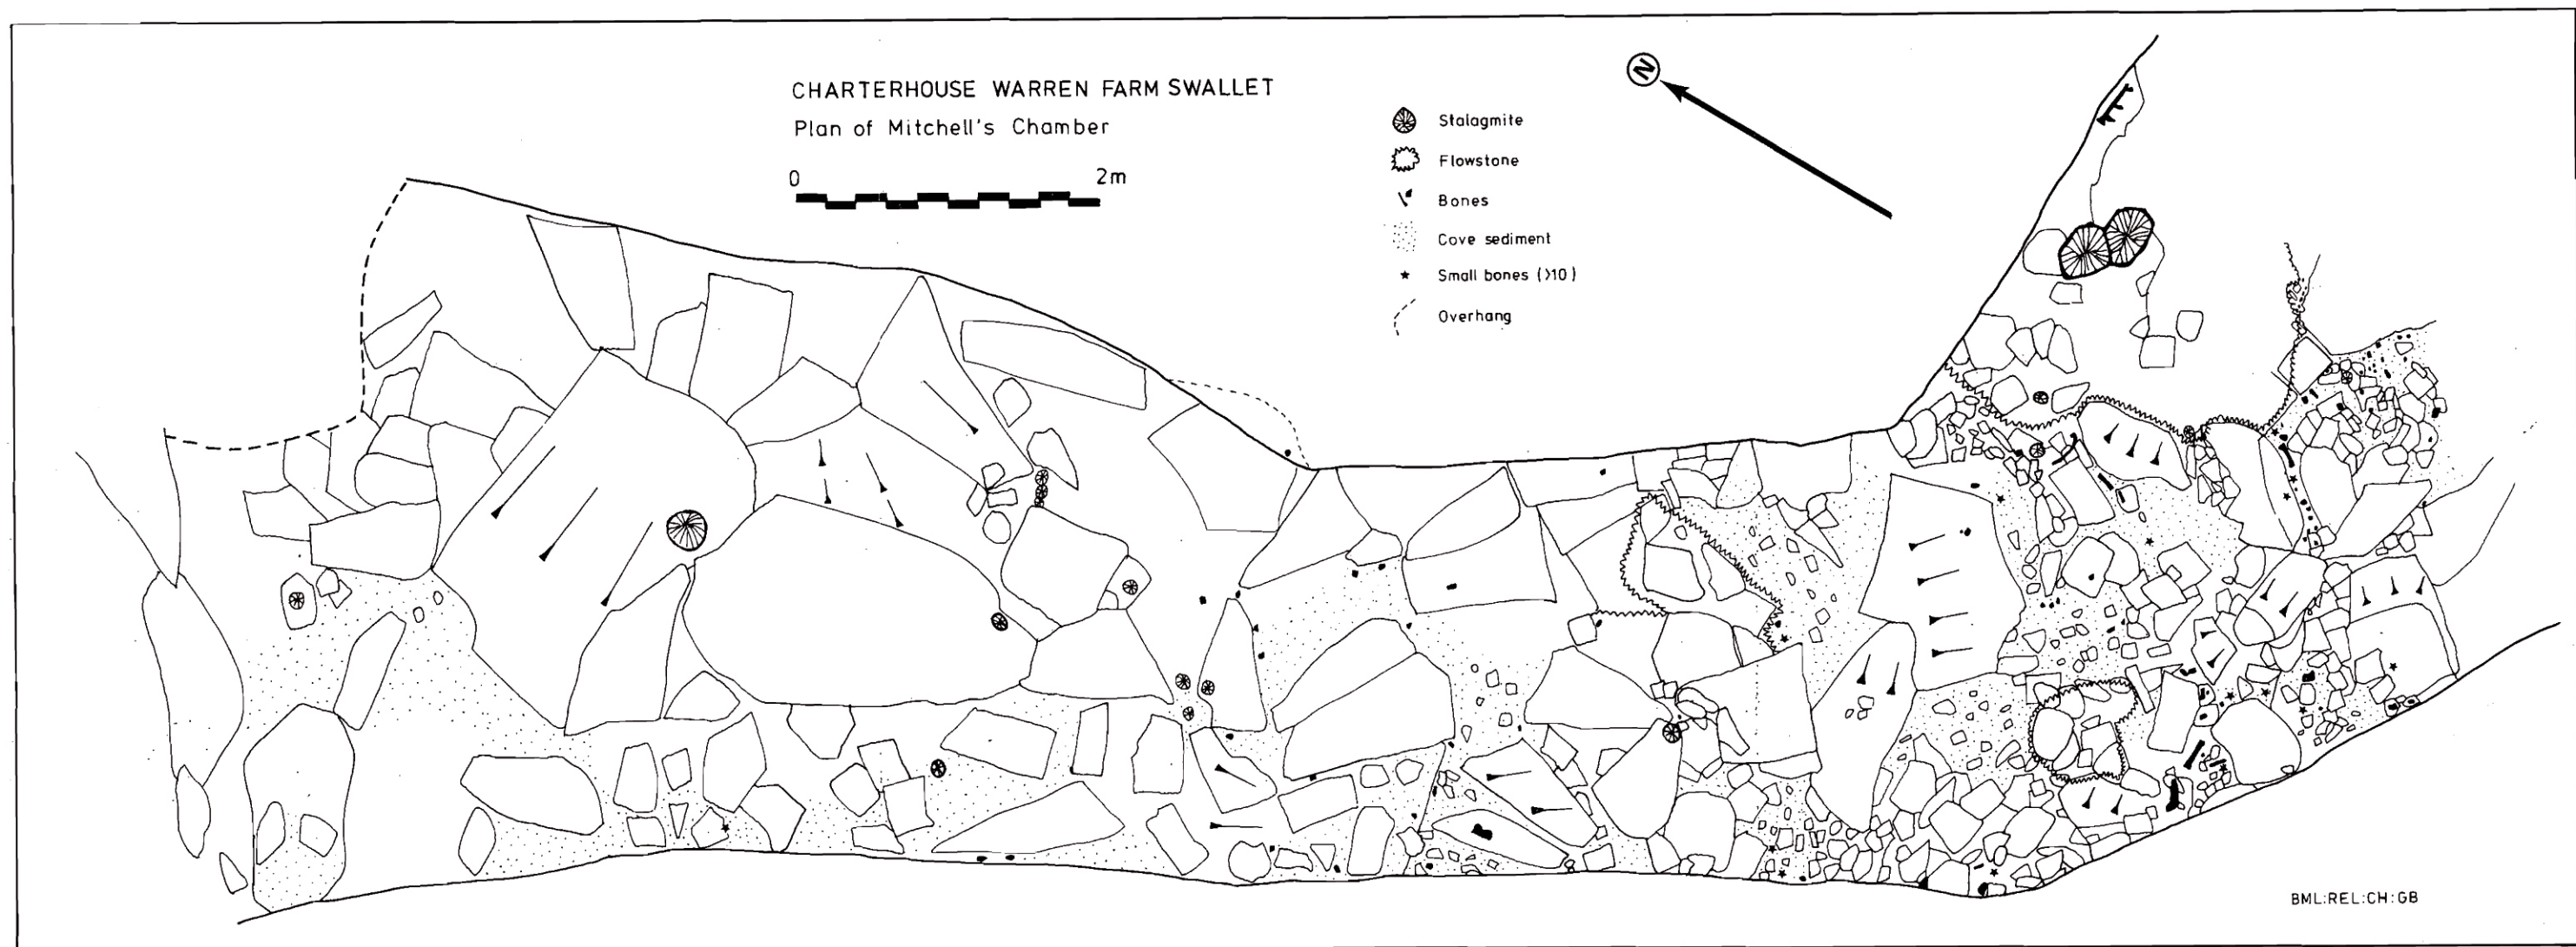 CHARTERHOUSE WARREN FARM SWALLET
Plan of Mitchell's Chamber
0 2m
N
Stalagmite
Flowstone
Bones
Cove sediment
Small bones (>10)
Overhang
BML:REL:CH:GB